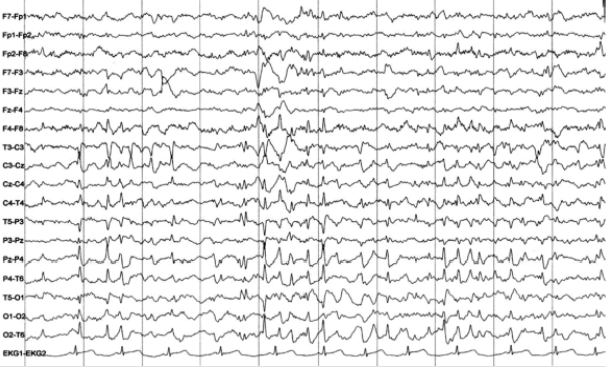 F7-Fp1
Fp1-Fp2
Fp2-F8
F7-F3
F3-Fz
Fz-F4
F4-F8
T3-C3
C3-Cz
Cz-C4
C4-T4
T5-P3
P3-Pz
Pz-P4
P4-T6
T5-O1
O1-O2
O2-T6
EKG1-EKG2